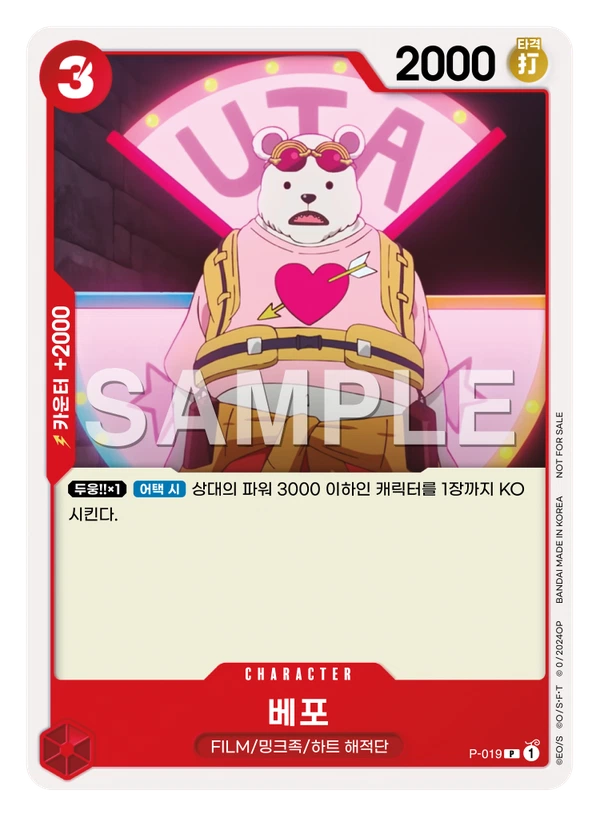 3
2000
타격
打
UTA
카운터 +2000
SAMPLE
두웅!!×1 어택 시 상대의 파워 3000 이하인 캐릭터를 1장까지 KO
시킨다.
CHARACTER
베포
FILM/밍크족/하트 해적단
P-019 P 1
©EO/S ©O/S·F·T © O/2024OP BANDAI MADE IN KOREA NOT FOR SALE